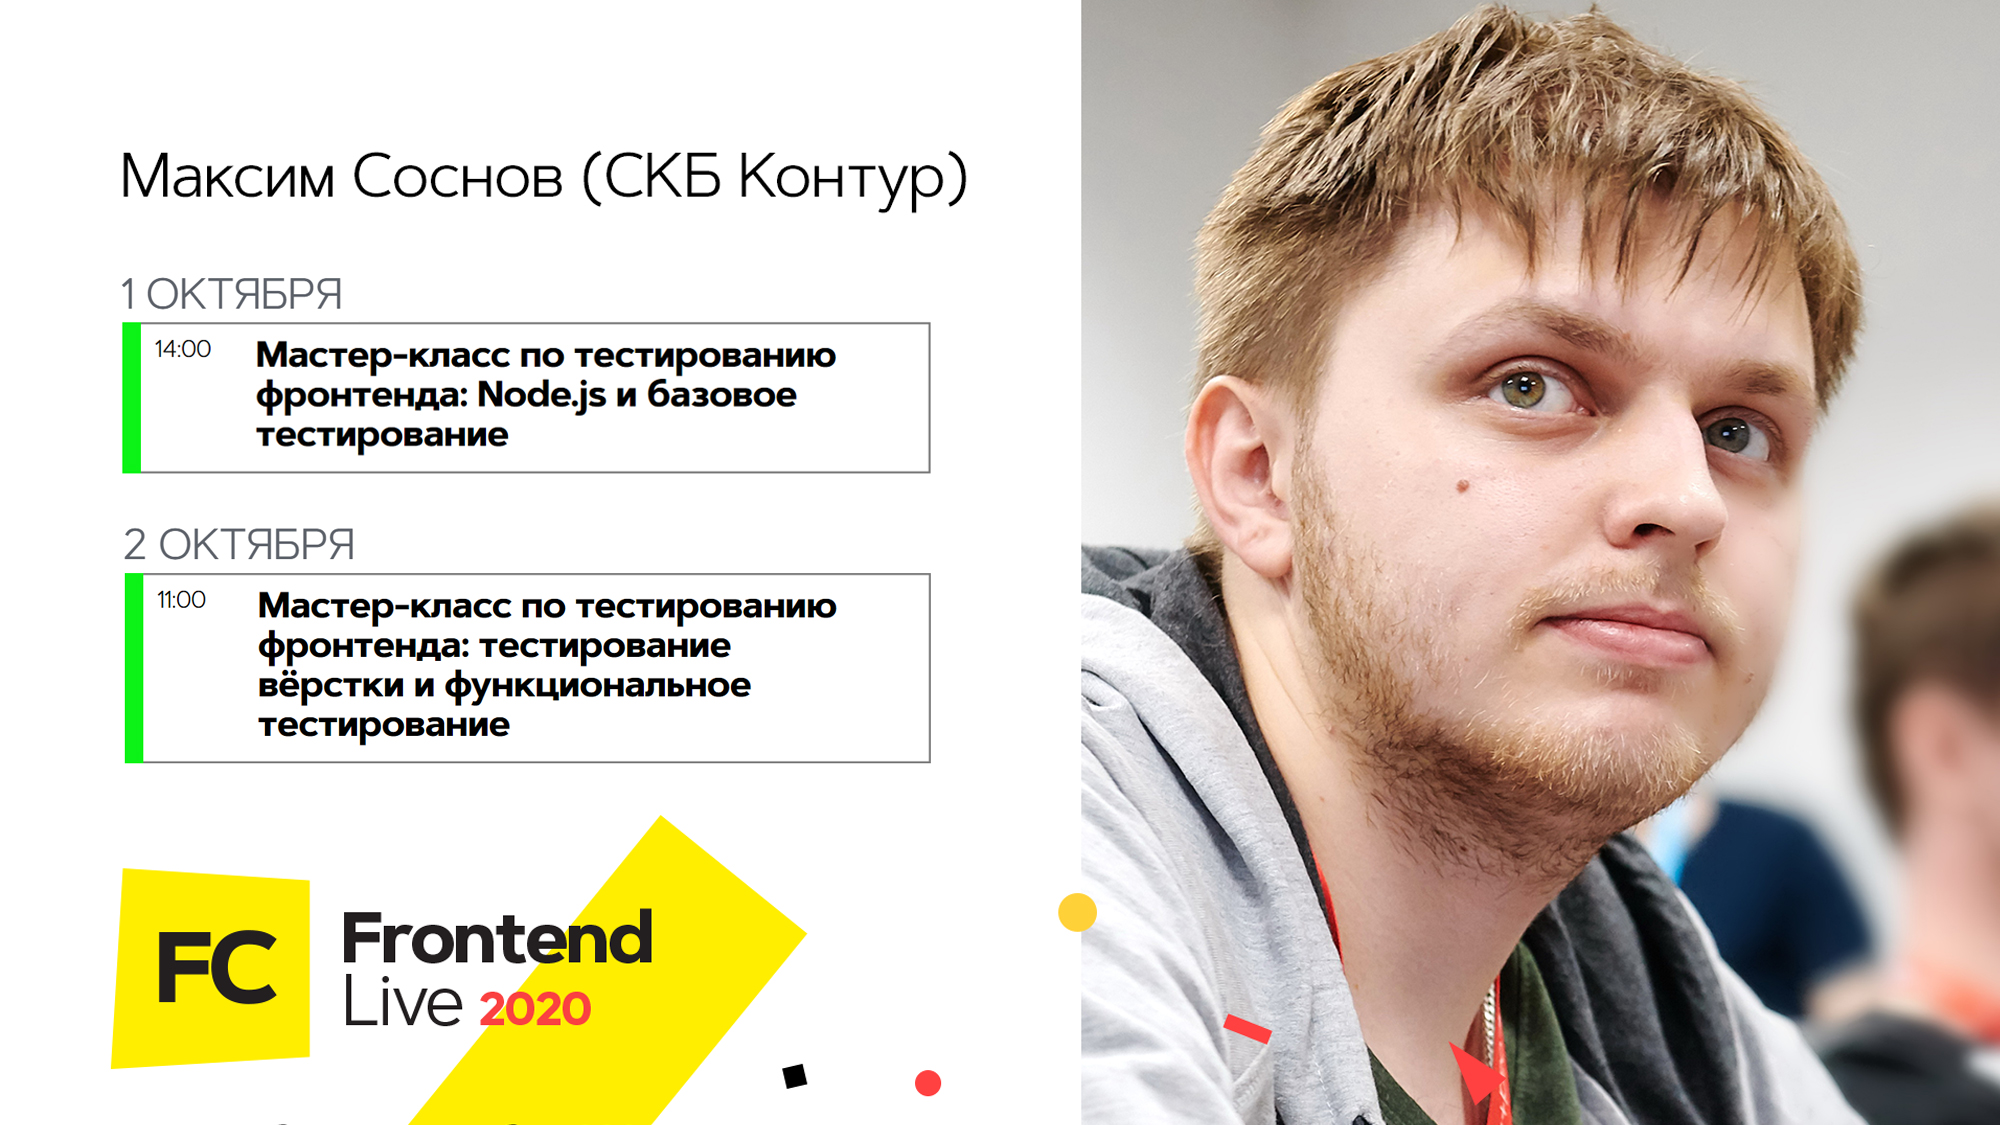 Максим Соснов (СКБ Контур)
1 ОКТЯБРЯ
14:00
Мастер-класс по тестированию
фронтенда: Node.js и базовое
тестирование
2 ОКТЯБРЯ
11:00
Мастер-класс по тестированию
фронтенда: тестирование
вёрстки и функциональное
тестирование
FC
Frontend
Live 2020